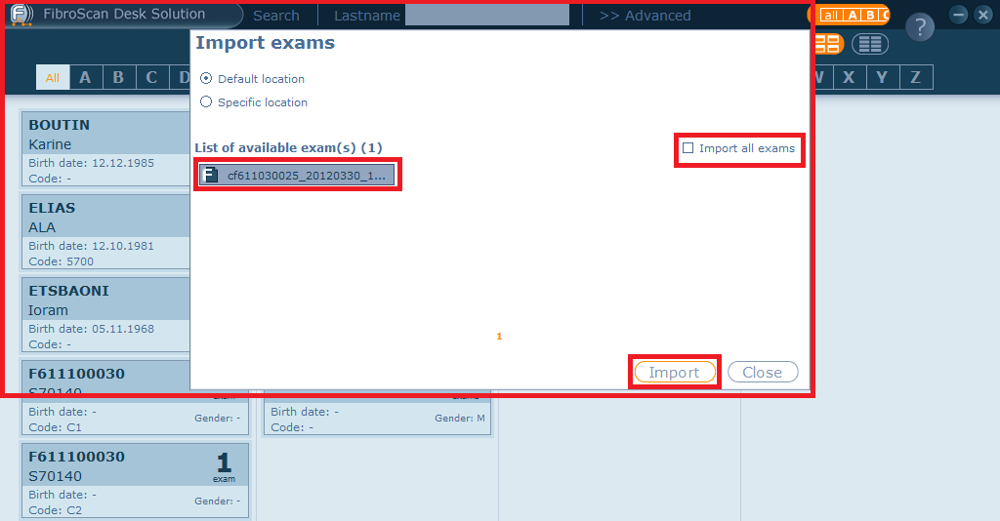 FibroScan Desk Solution
Search
Lastname
>> Advanced
all A B C
?
All A B C D
W X Y Z
Import exams
Default location
Specific location
List of available exam(s) (1)
Import all exams
cf611030025_20120330_1...
1
Import
Close
BOUTIN
Karine
Birth date: 12.12.1985
Code: -
ELIAS
ALA
Birth date: 12.10.1981
Code: 5700
ETSBAONI
Ioram
Birth date: 05.11.1968
Code: -
F611100030
S70140
exam
Birth date: -
Code: C1
Gender: -
exams
Birth date: -
Code: -
Gender: M
F611100030
S70140
1
exam
Birth date: -
Code: C2
Gender: -